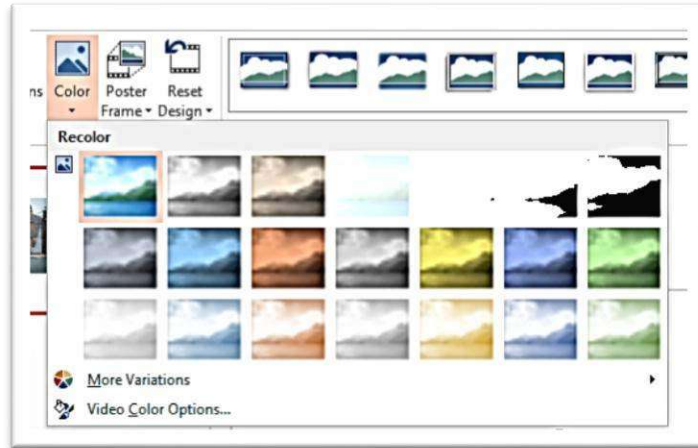 ns Color Poster Reset
Frame Design
Recolor
More Variations
Video Color Options...